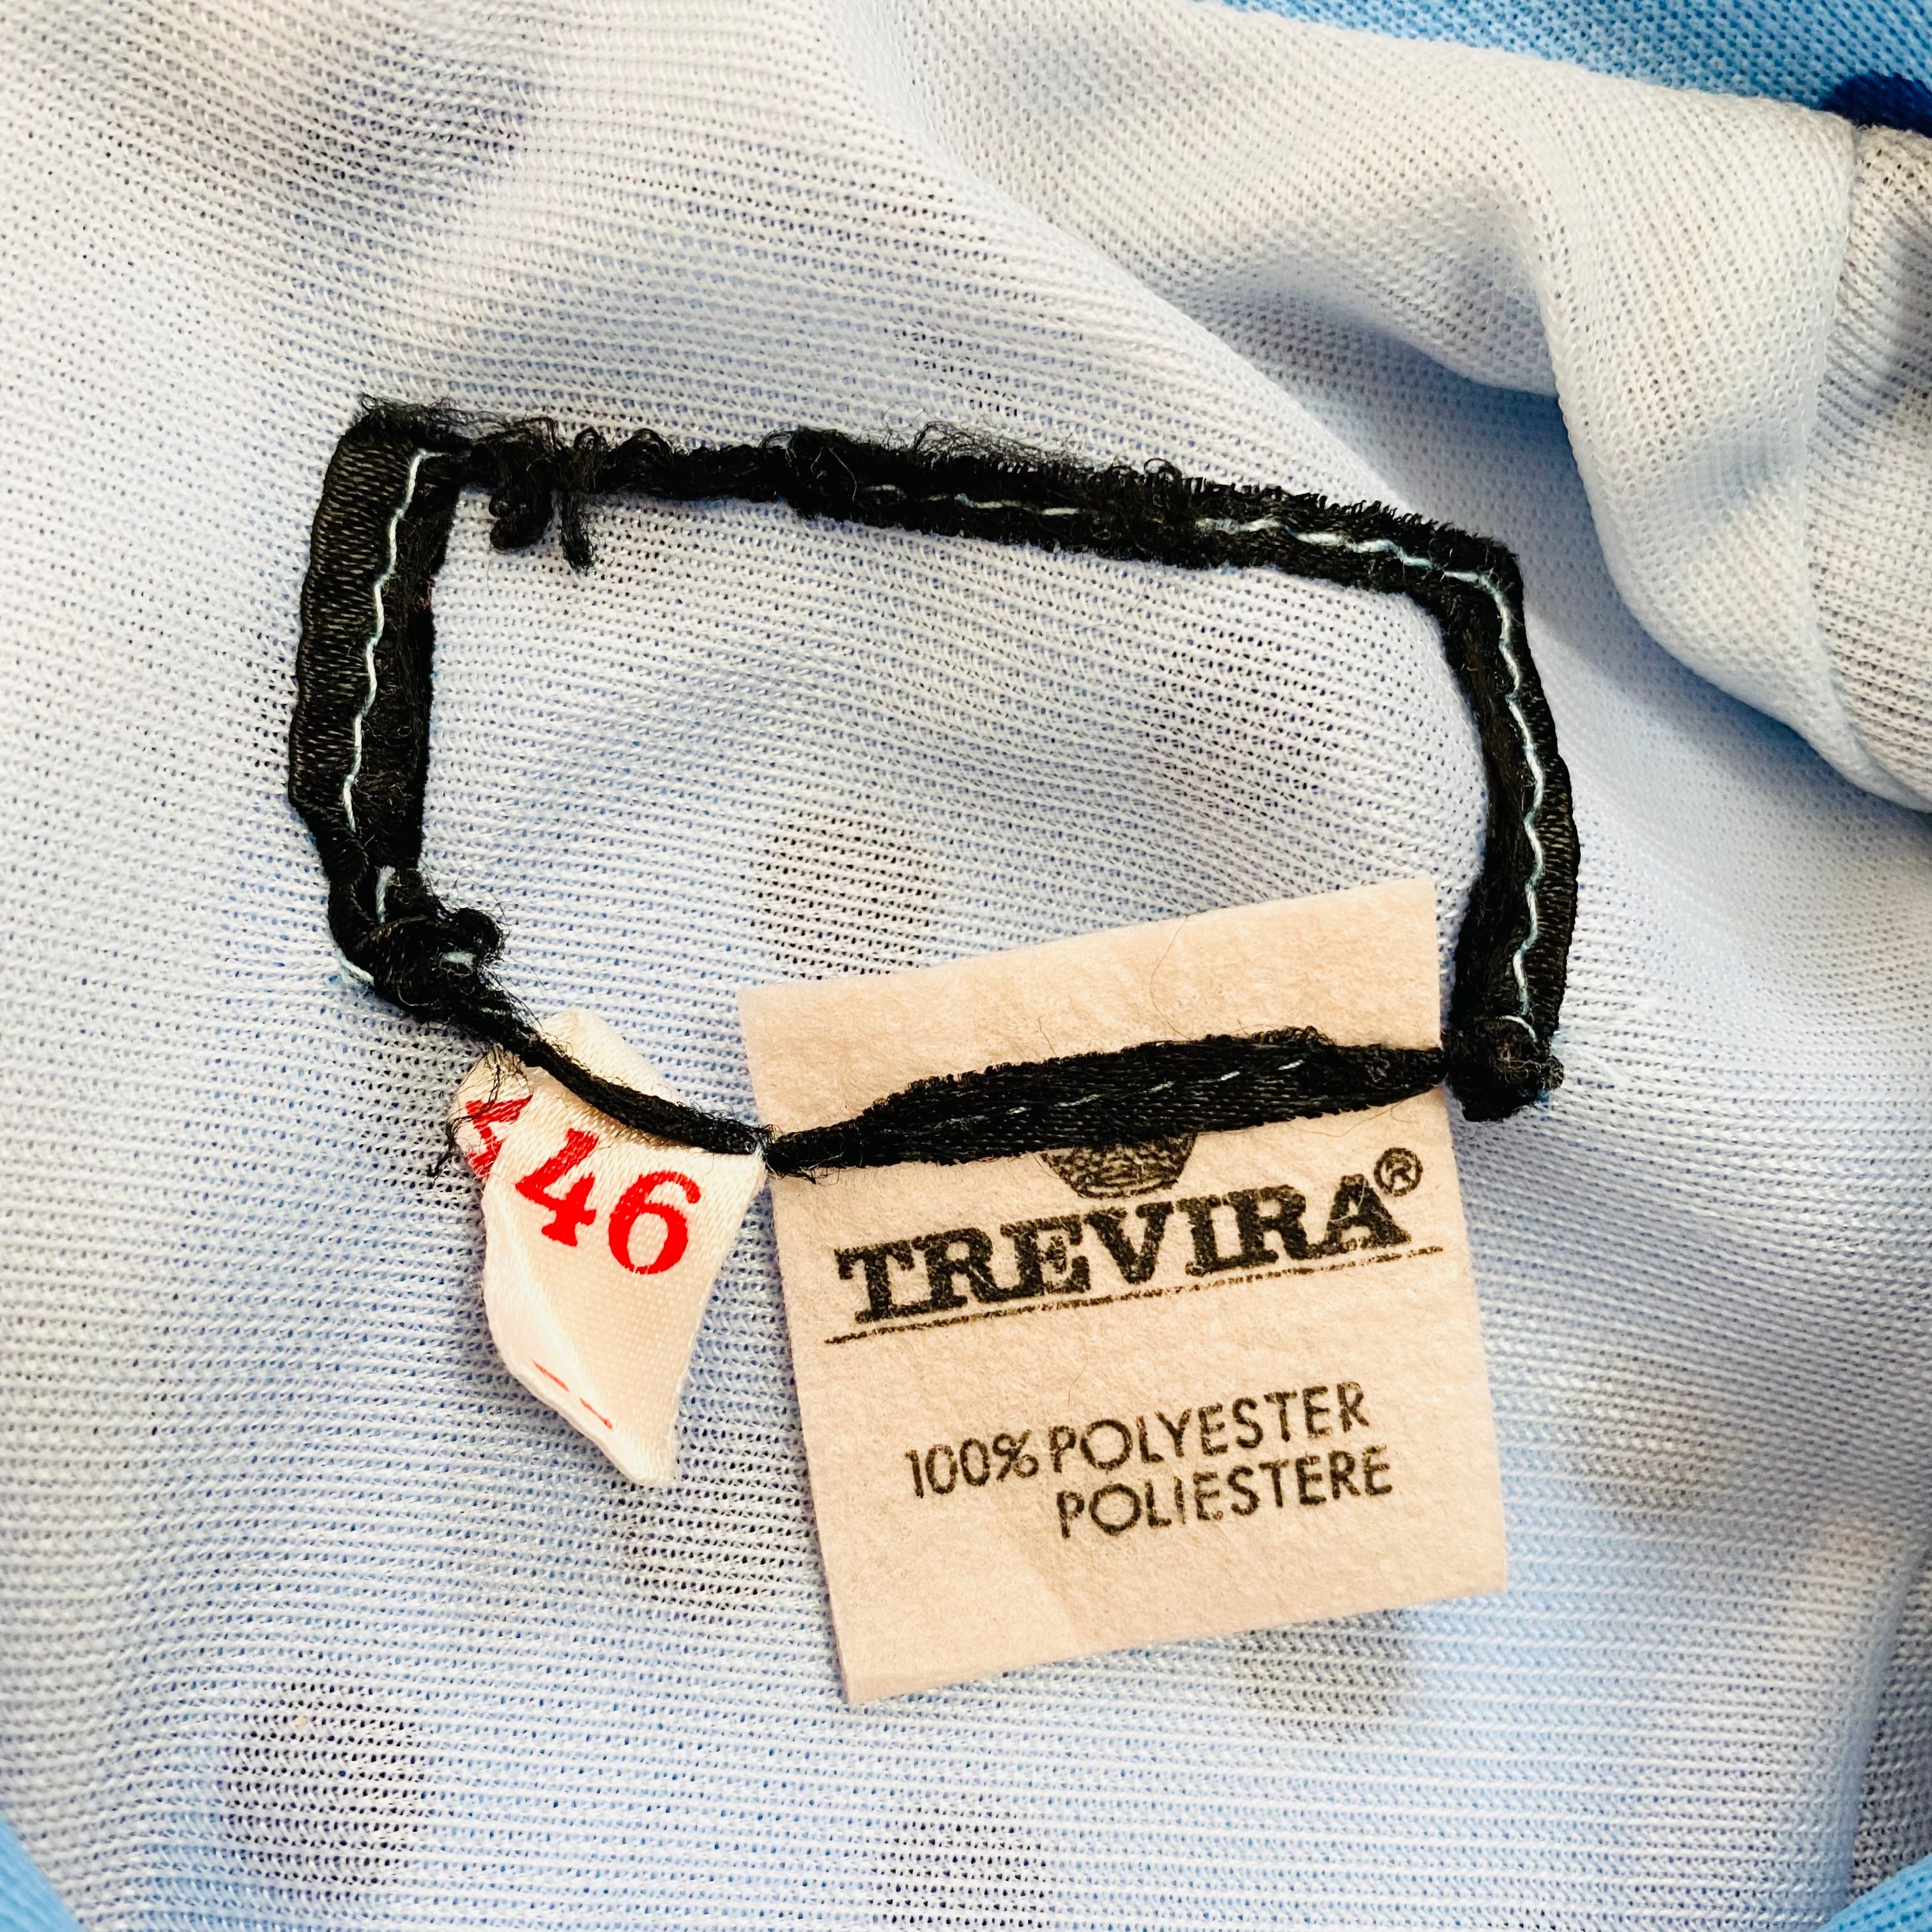 46
TREVIRA®
100% POLYESTER
POLIESTERE